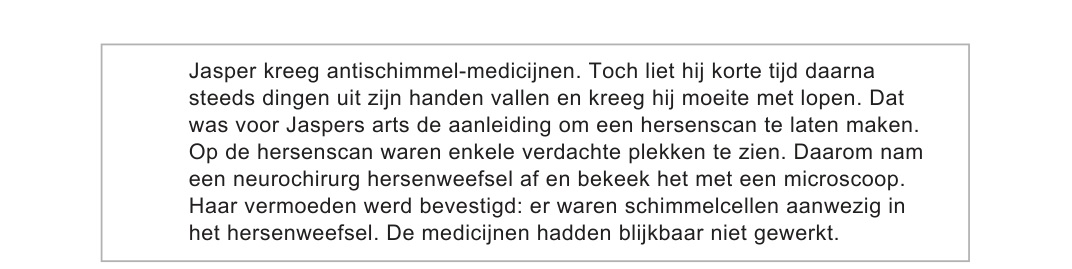 Jasper kreeg antischimmel-medicijnen. Toch liet hij korte tijd daarna
steeds dingen uit zijn handen vallen en kreeg hij moeite met lopen. Dat
was voor Jaspers arts de aanleiding om een hersenscan te laten maken.
Op de hersenscan waren enkele verdachte plekken te zien. Daarom nam
een neurochirurg hersenweefsel af en bekeek het met een microscoop.
Haar vermoeden werd bevestigd: er waren schimmelcellen aanwezig in
het hersenweefsel. De medicijnen hadden blijkbaar niet gewerkt.